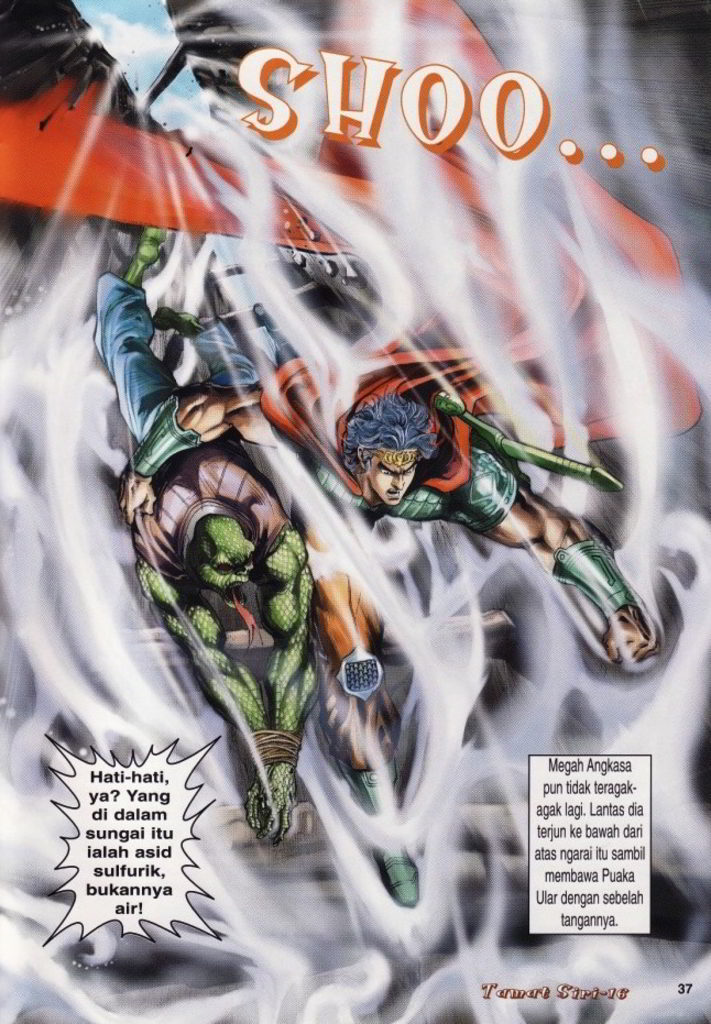 SHOO...
Hati-hati,
ya? Yang
di dalam
sungai itu
ialah asid
sulfurik,
bukannya
air!
Megah Angkasa
pun tidak teragak-
agak lagi. Lantas dia
terjun ke bawah dari
atas ngarai itu sambil
membawa Puaka
Ular dengan sebelah
tangannya.
Tamat Siri-16
37